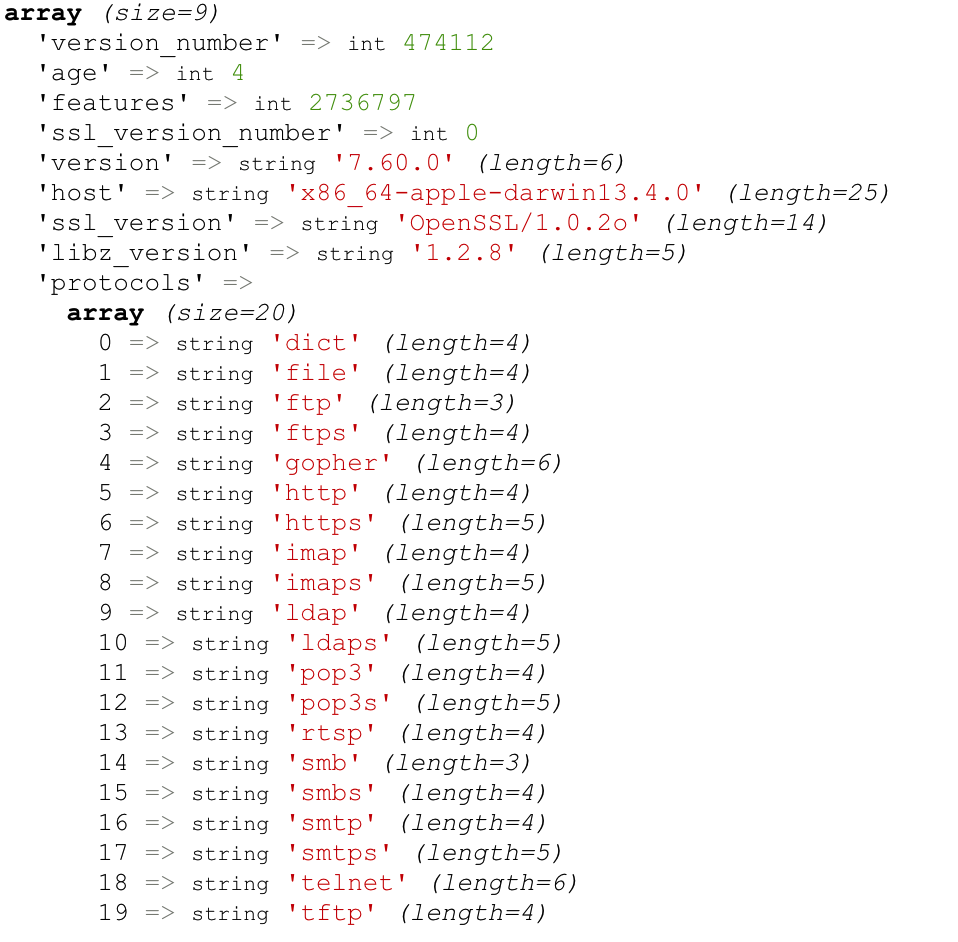 array (size=9)
  'version_number' => int 474112
  'age' => int 4
  'features' => int 2736797
  'ssl_version_number' => int 0
  'version' => string '7.60.0' (length=6)
  'host' => string 'x86_64-apple-darwin13.4.0' (length=25)
  'ssl_version' => string 'OpenSSL/1.0.2o' (length=14)
  'libz_version' => string '1.2.8' (length=5)
  'protocols' =>
    array (size=20)
      0 => string 'dict' (length=4)
      1 => string 'file' (length=4)
      2 => string 'ftp' (length=3)
      3 => string 'ftps' (length=4)
      4 => string 'gopher' (length=6)
      5 => string 'http' (length=4)
      6 => string 'https' (length=5)
      7 => string 'imap' (length=4)
      8 => string 'imaps' (length=5)
      9 => string 'ldap' (length=4)
      10 => string 'ldaps' (length=5)
      11 => string 'pop3' (length=4)
      12 => string 'pop3s' (length=5)
      13 => string 'rtsp' (length=4)
      14 => string 'smb' (length=3)
      15 => string 'smbs' (length=4)
      16 => string 'smtp' (length=4)
      17 => string 'smtps' (length=5)
      18 => string 'telnet' (length=6)
      19 => string 'tftp' (length=4)